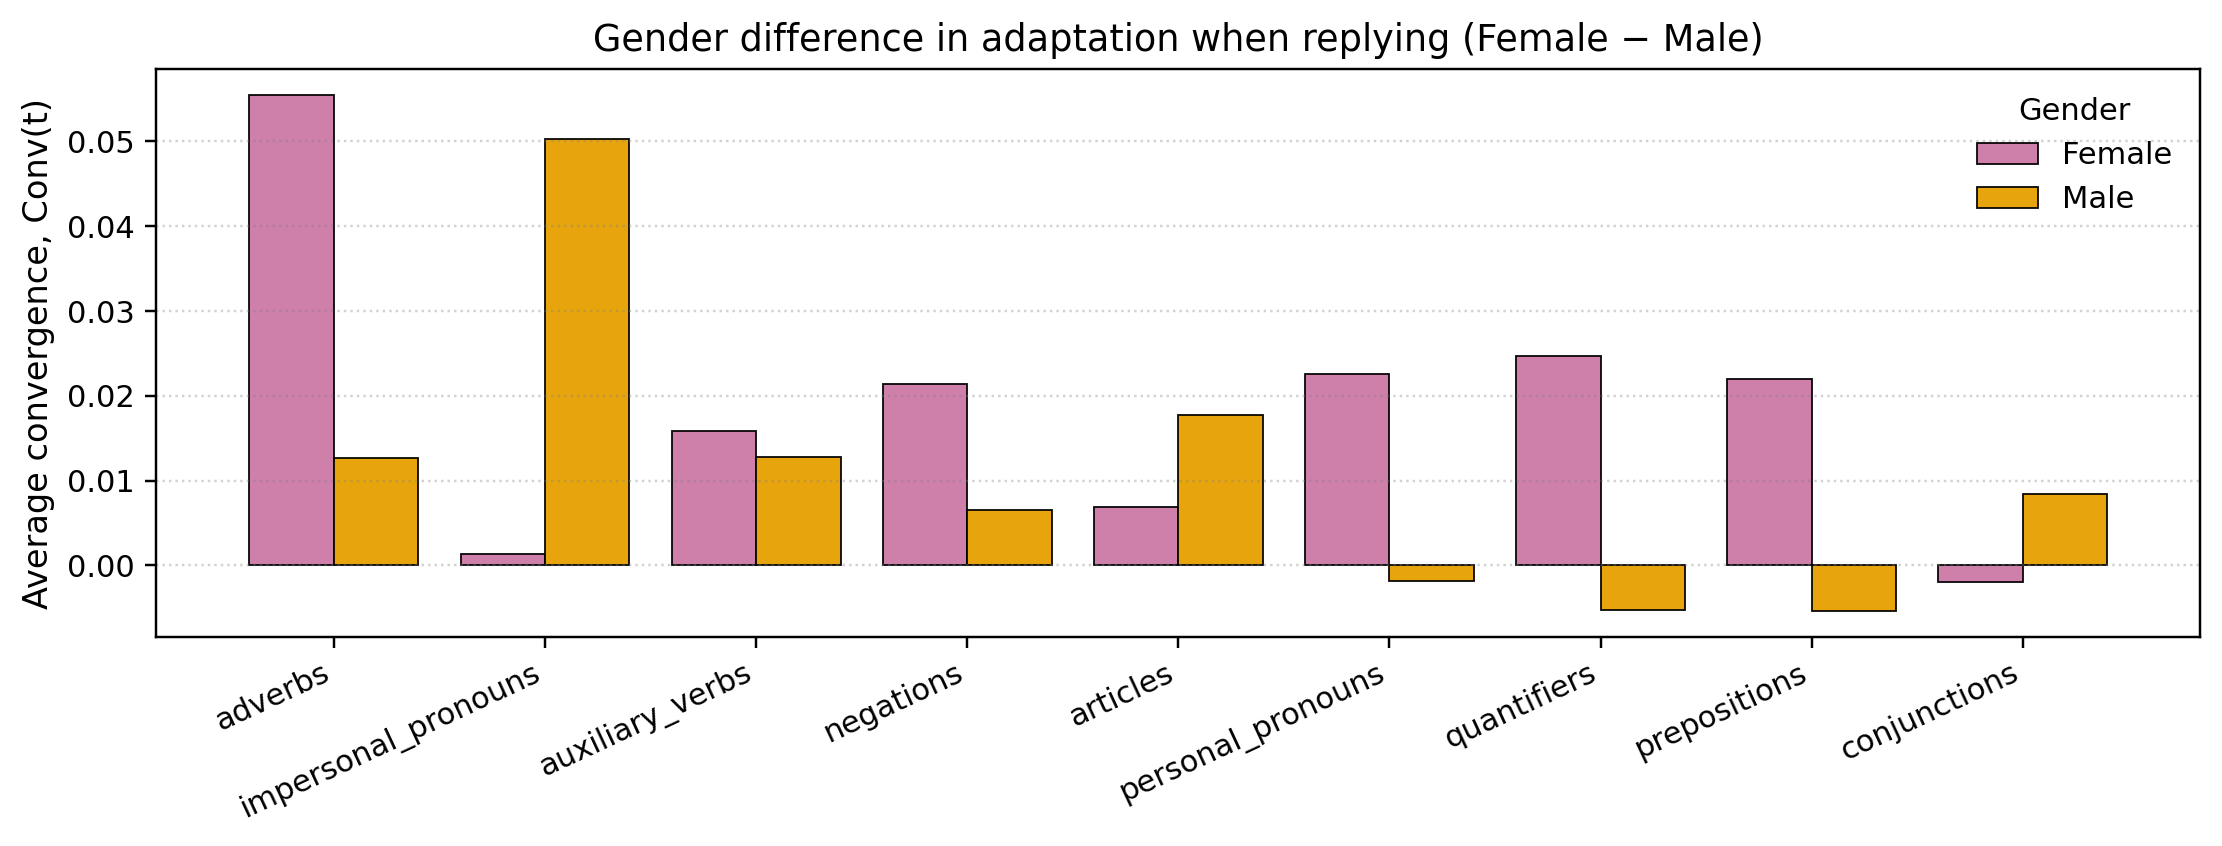 Gender difference in adaptation when replying (Female − Male)
Average convergence, Conv(t)
0.05
0.04
0.03
0.02
0.01
0.00
Gender
Female
Male
adverbs
impersonal_pronouns
auxiliary_verbs
negations
articles
personal_pronouns
quantifiers
prepositions
conjunctions